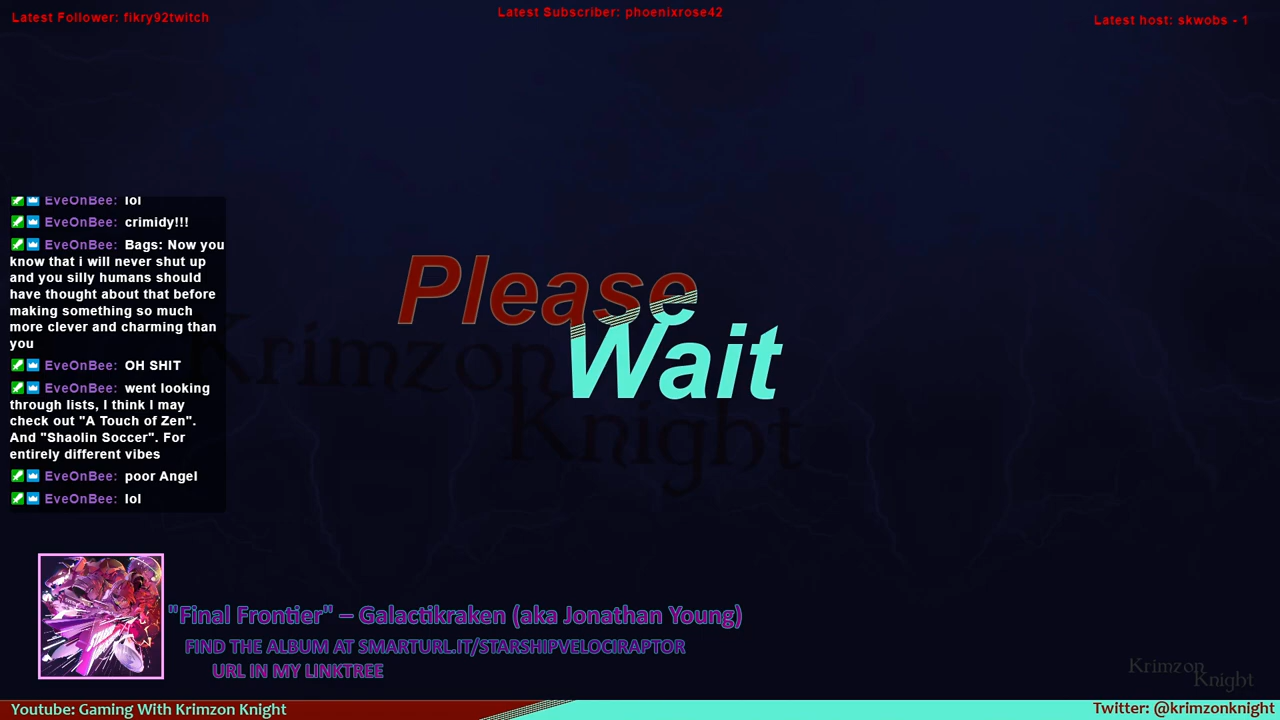 Latest Follower: fikry92twitch
Latest Subscriber: phoenixrose42
Latest host: skwobs - 1
EveOnBee: lol
EveOnBee: crimidy!!!
EveOnBee: Bags: Now you
know that i will never shut up
and you silly humans should
have thought about that before
making something so much
more clever and charming than
you
EveOnBee: OH SHIT
EveOnBee: went looking
through lists, I think I may
check out "A Touch of Zen".
And "Shaolin Soccer". For
entirely different vibes
EveOnBee: poor Angel
EveOnBee: lol
Please
Wait
Krimzon
Knight
"Final Frontier" – Galactikraken (aka Jonathan Young)
FIND THE ALBUM AT SMARTURL.IT/STARSHIPVELOCIRAPTOR
URL IN MY LINKTREE
Krimzon
Knight
Youtube: Gaming With Krimzon Knight
Twitter: @krimzonknight